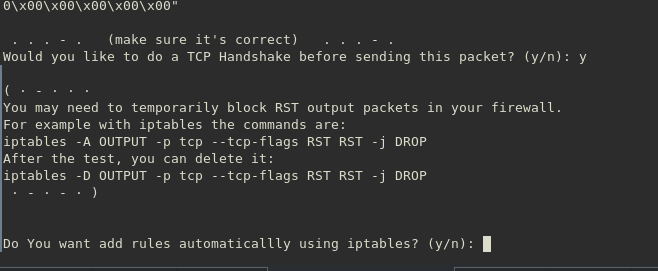 0\x00\x00\x00\x00\x00"
. . . - .   (make sure it's correct)   . . . - .
Would you like to do a TCP Handshake before sending this packet? (y/n): y
( · - · · ·
You may need to temporarily block RST output packets in your firewall.
For example with iptables the commands are:
iptables -A OUTPUT -p tcp --tcp-flags RST RST -j DROP
After the test, you can delete it:
iptables -D OUTPUT -p tcp --tcp-flags RST RST -j DROP
· - · - · )
Do You want add rules automaticallly using iptables? (y/n):